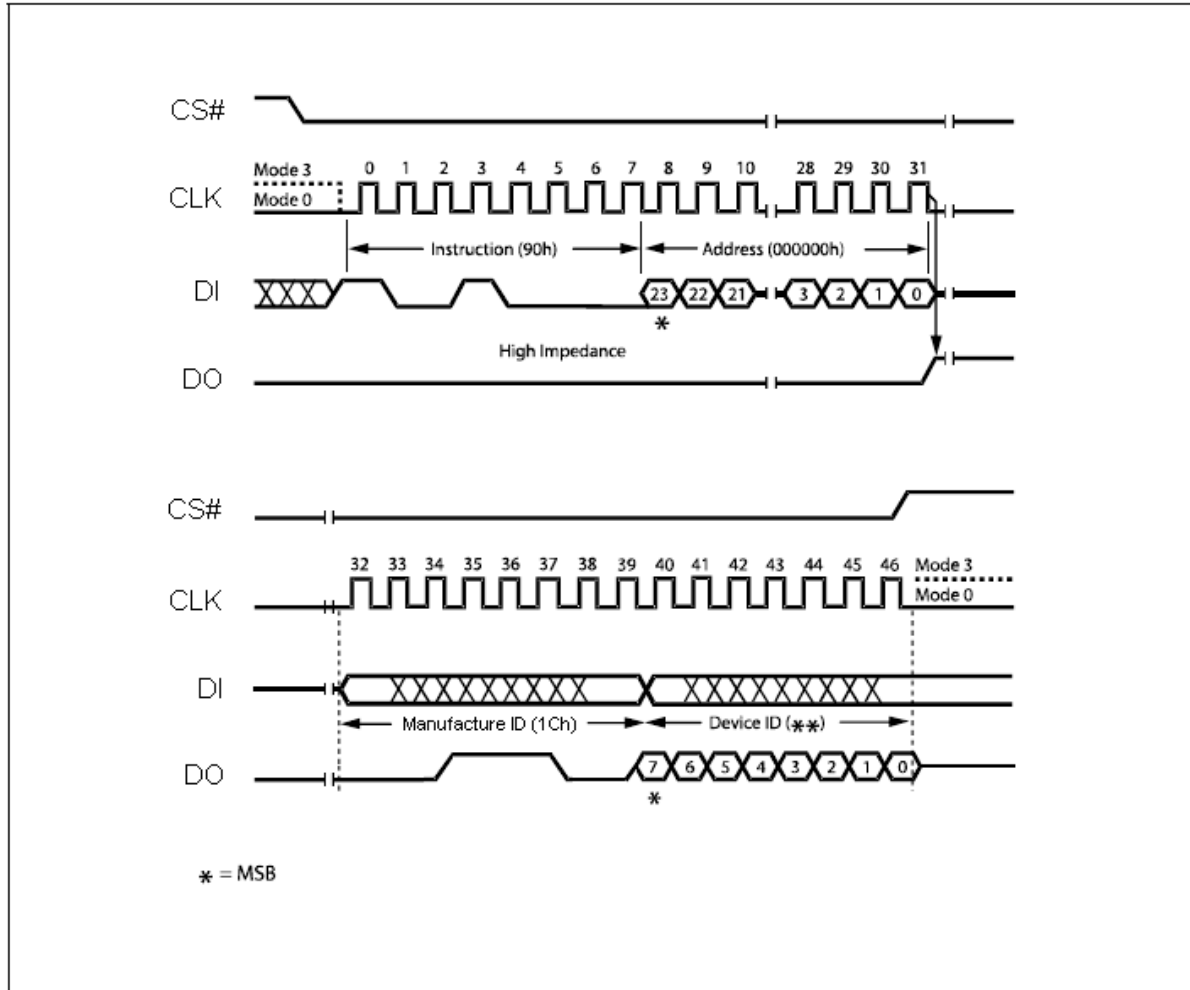 CS#
Mode 3 0 1 2 3 4 5 6 7 8 9 10 28 29 30 31
CLK Mode 0
Instruction (90h) Address (000000h)
DI 23 22 21 3 2 1 0
*
High Impedance
DO
CS#
32 33 34 35 36 37 38 39 40 41 42 43 44 45 46 Mode 3
CLK Mode 0
DI
Manufacture ID (1Ch) Device ID (**)
DO 7 6 5 4 3 2 1 0
*
* = MSB